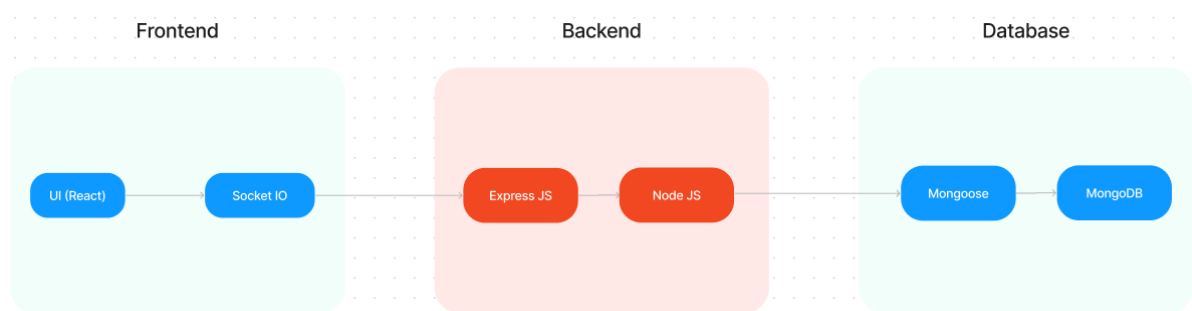 Frontend
Backend
Database
UI (React)
Socket IO
Express JS
Node JS
Mongoose
MongoDB